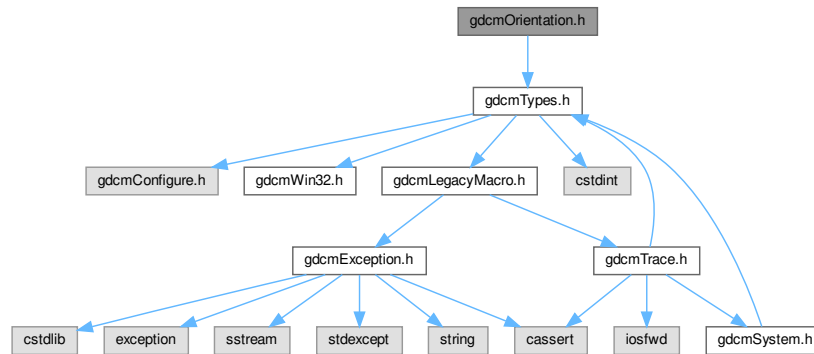 gdcmOrientation.h
gdcmTypes.h
gdcmConfigure.h
gdcmWin32.h
gdcmLegacyMacro.h
cstdint
gdcmException.h
gdcmTrace.h
cstdlib
exception
sstream
stdexcept
string
cassert
iosfwd
gdcmSystem.h